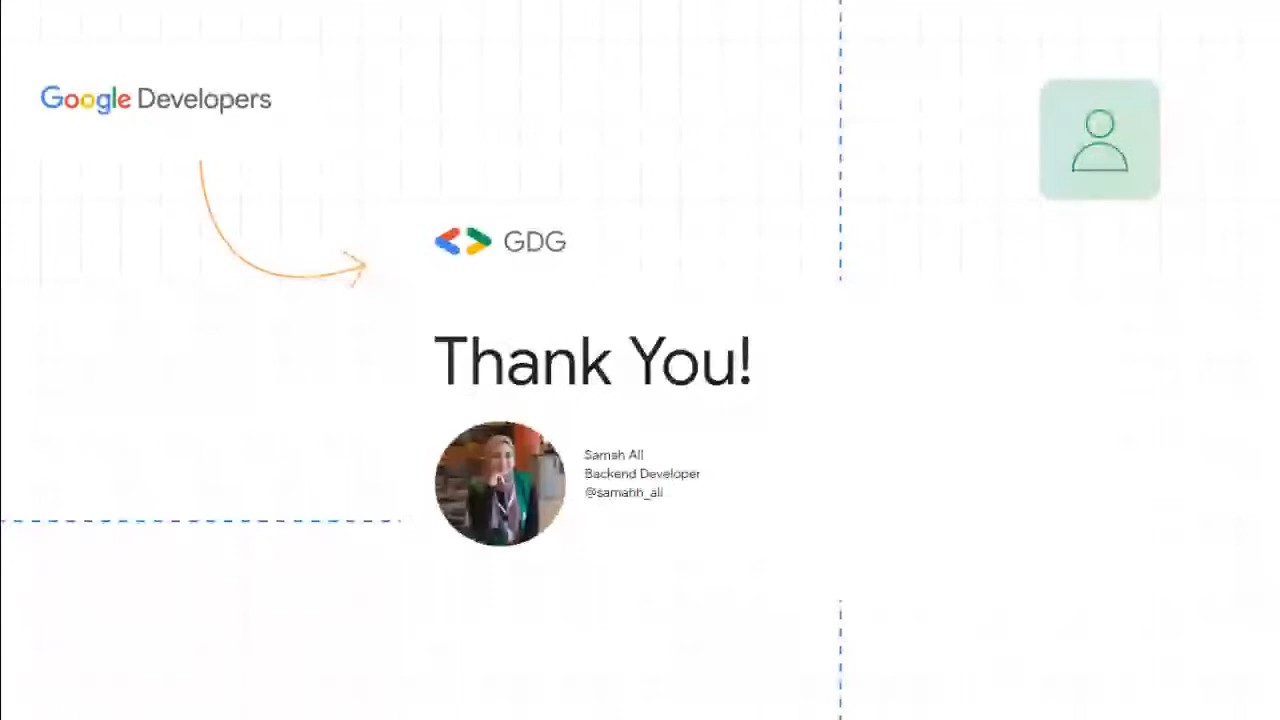 Google Developers
GDG
Thank You!
Samah Ali
Backend Developer
@samahh_ali